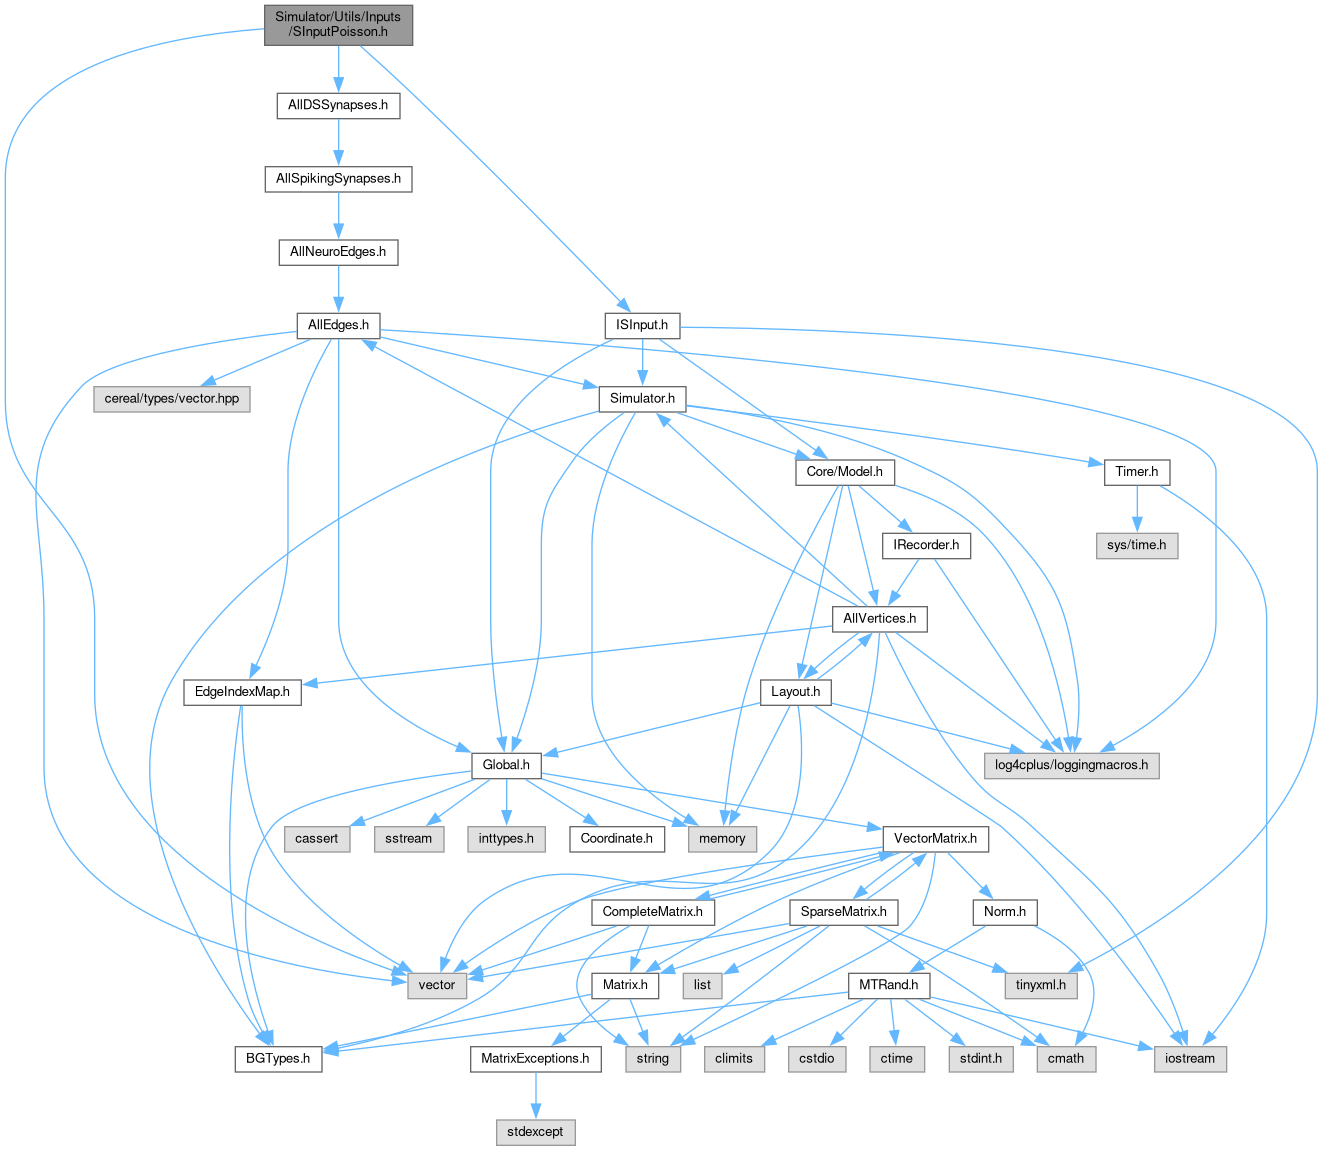 Simulator/Utils/Inputs
/SInputPoisson.h
AllDSSynapses.h
AllSpikingSynapses.h
AllNeuroEdges.h
AllEdges.h
ISInput.h
cereal/types/vector.hpp
Simulator.h
Core/Model.h
Timer.h
IRecorder.h
sys/time.h
AllVertices.h
EdgeIndexMap.h
Layout.h
Global.h
log4cplus/loggingmacros.h
cassert
sstream
inttypes.h
Coordinate.h
memory
VectorMatrix.h
CompleteMatrix.h
SparseMatrix.h
Norm.h
vector
Matrix.h
list
MTRand.h
tinyxml.h
BGTypes.h
MatrixExceptions.h
string
climits
cstdio
ctime
stdint.h
cmath
iostream
stdexcept